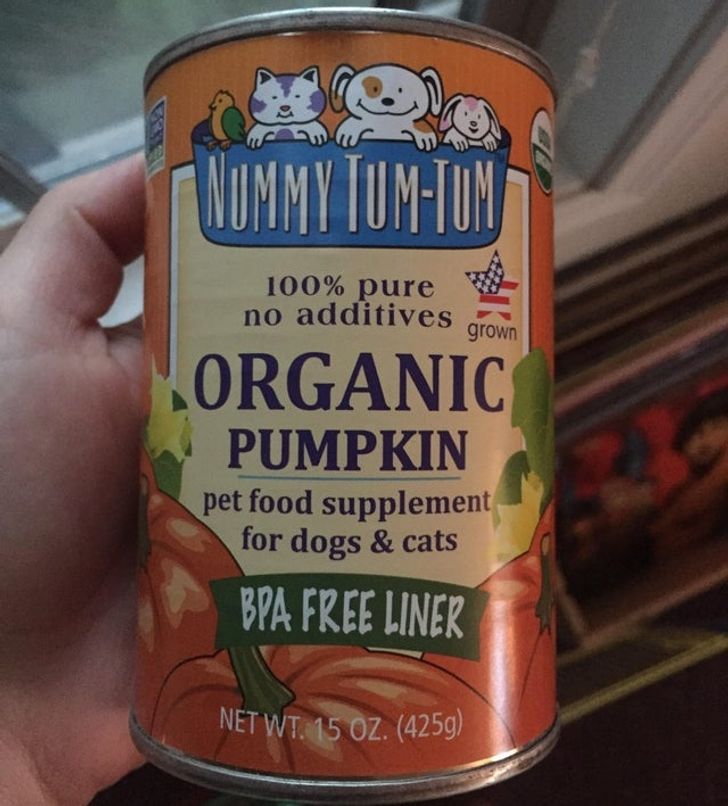 NUMMY TUM-TUM
100% pure
no additives
grown
ORGANIC
PUMPKIN
pet food supplement
for dogs & cats
BPA FREE LINER
NET WT. 15 OZ. (425g)